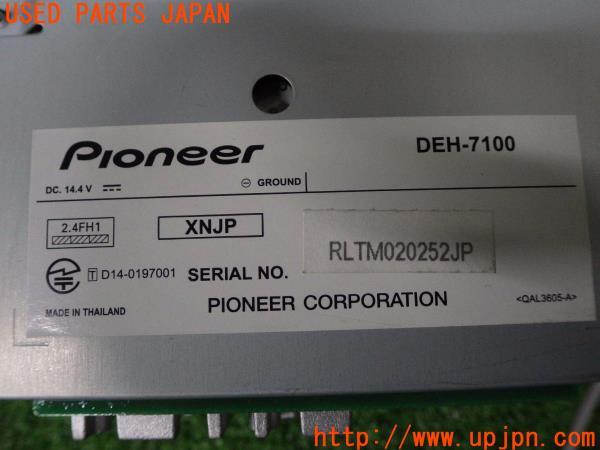 USED PARTS JAPAN
Pioneer
DEH-7100
DC. 14.4 V
⊖ GROUND
2.4FH1
XNJP
RLTM020252JP
T D14-0197001
SERIAL NO.
PIONEER CORPORATION
MADE IN THAILAND
<QAL3605-A>
http://www.upjpn.com/